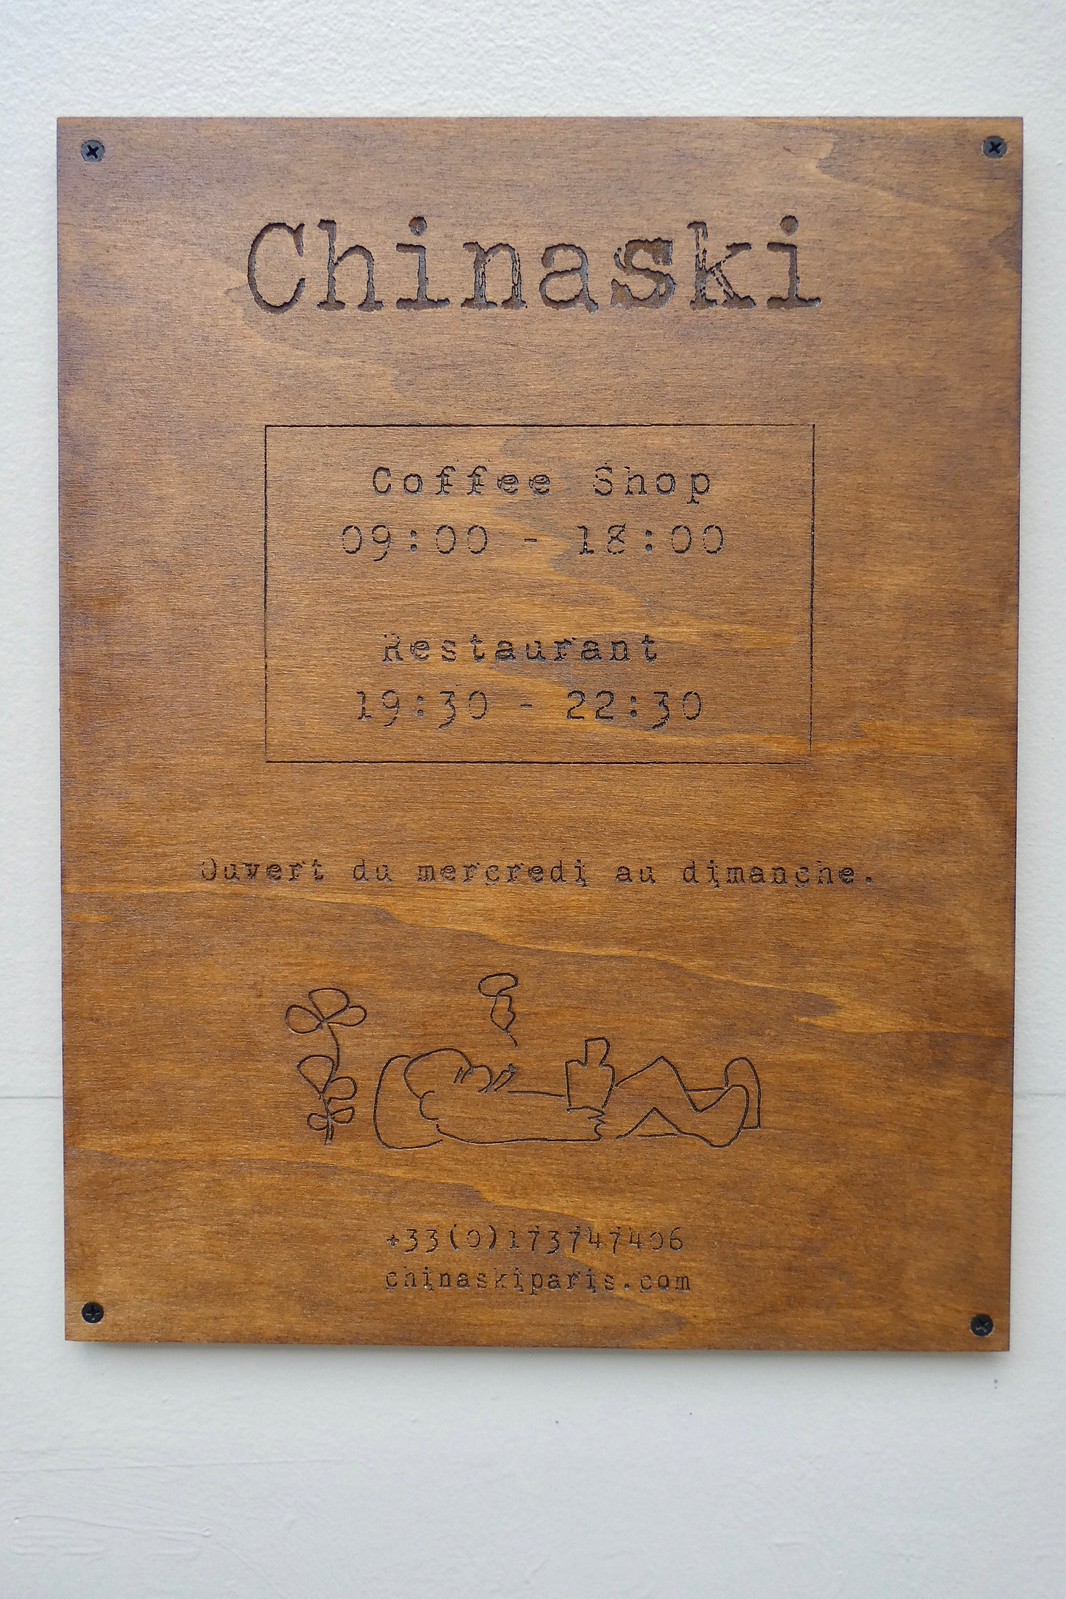 Chinaski
Coffee Shop
09:00 - 18:00
Restaurant
19:30 - 22:30
Ouvert du mercredi au dimanche.
+33(0)173747406
chinaskiparis.com